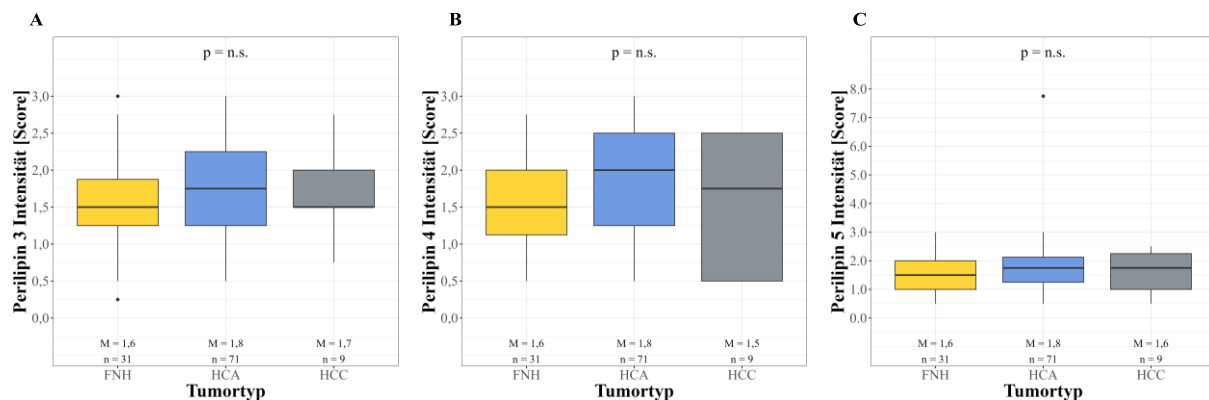 A
p = n.s.
Perilipin 3 Intensität [Score]
3,0
2,5
2,0
1,5
1,0
0,5
0,0
M = 1,6 M = 1,8 M = 1,7
n = 31 n = 71 n = 9
FNH HCA HCC
Tumortyp
B
p = n.s.
Perilipin 4 Intensität [Score]
3,0
2,5
2,0
1,5
1,0
0,5
0,0
M = 1,6 M = 1,8 M = 1,5
n = 31 n = 71 n = 9
FNH HCA HCC
Tumortyp
C
p = n.s.
Perilipin 5 Intensität [Score]
8.0
7.0
6.0
5.0
4.0
3.0
2.0
1.0
0.0
M = 1,6 M = 1,8 M = 1,6
n = 31 n = 71 n = 9
FNH HCA HCC
Tumortyp